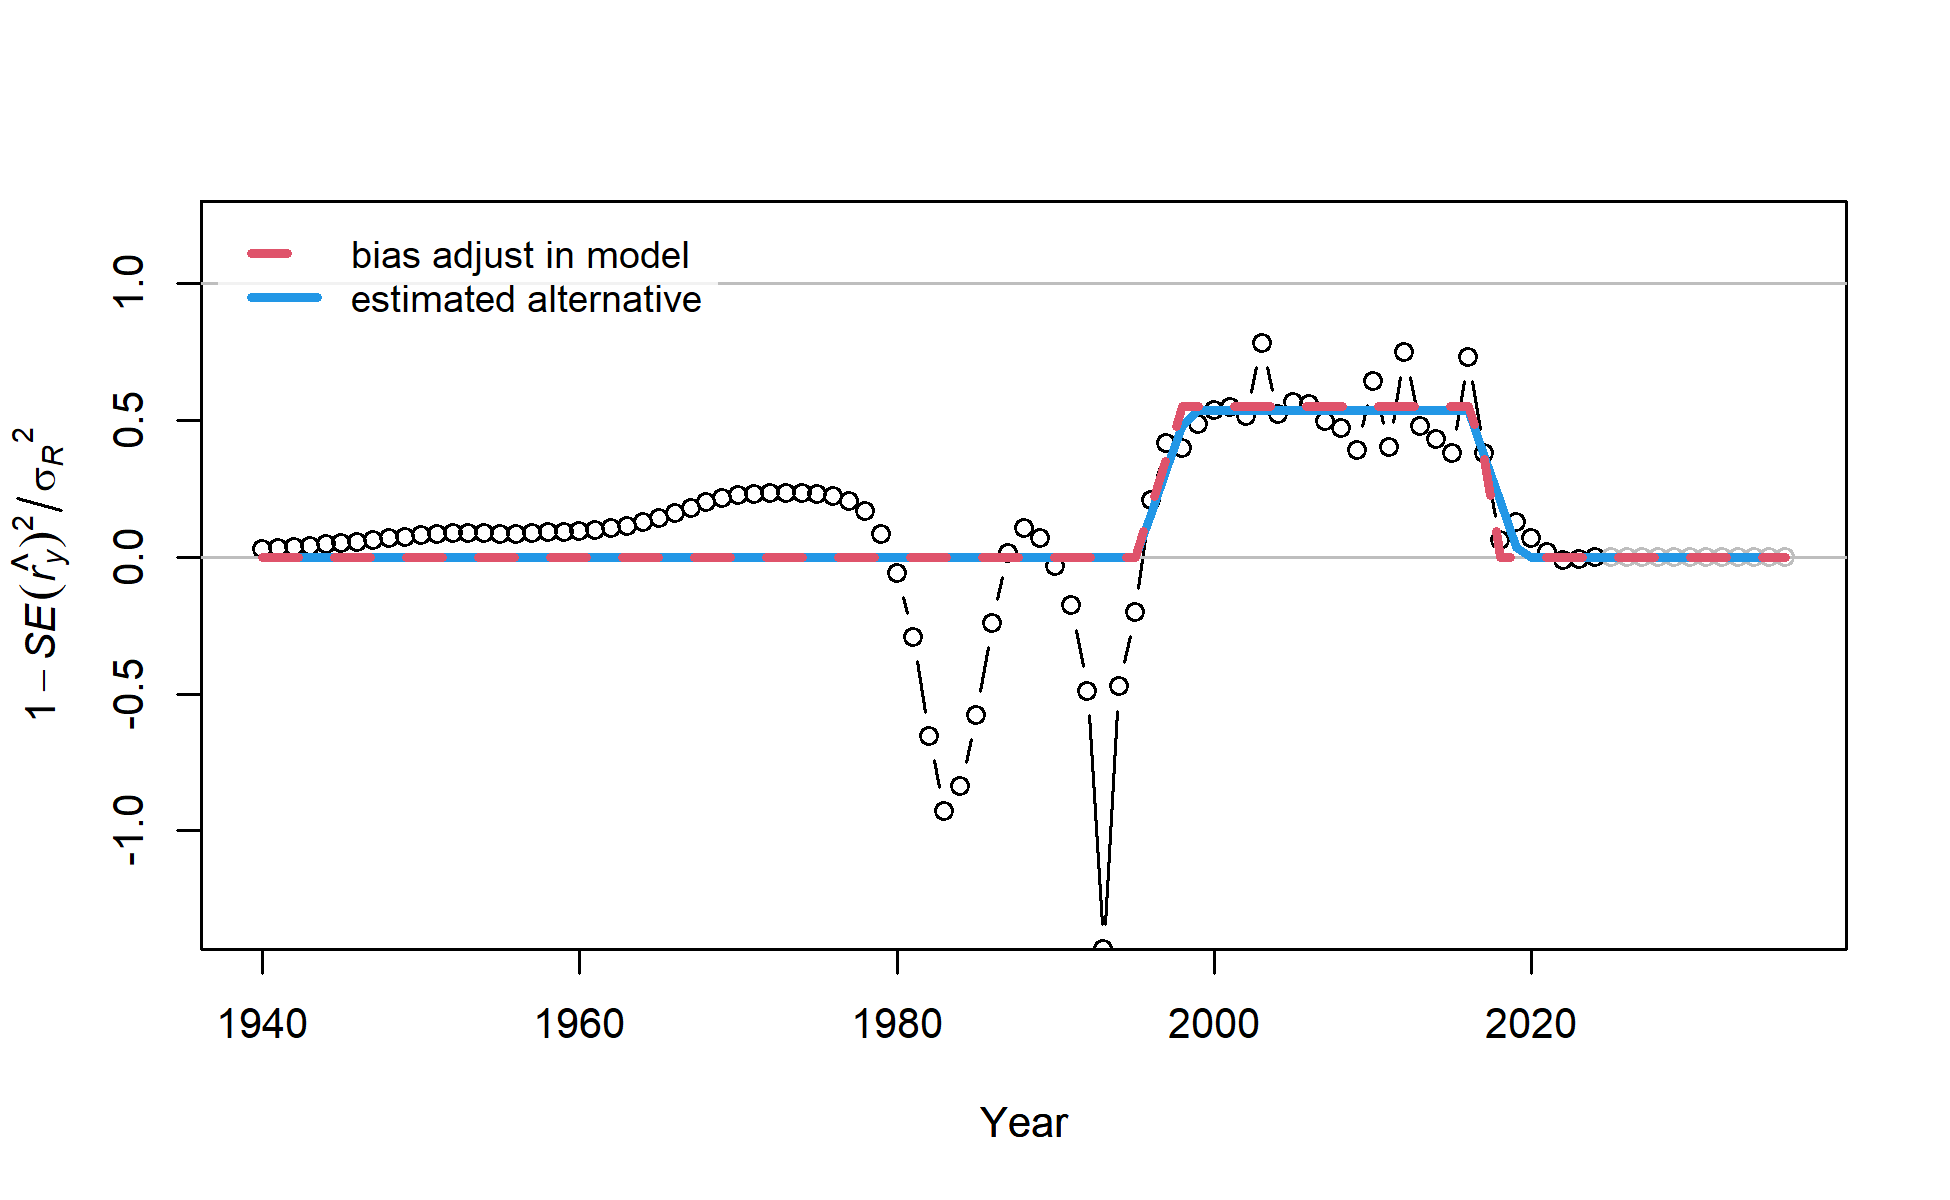 bias adjust in model
estimated alternative
1.0
0.5
0.0
-0.5
-1.0
1 − SE(r̂y)² / σR²
1940 1960 1980 2000 2020
Year